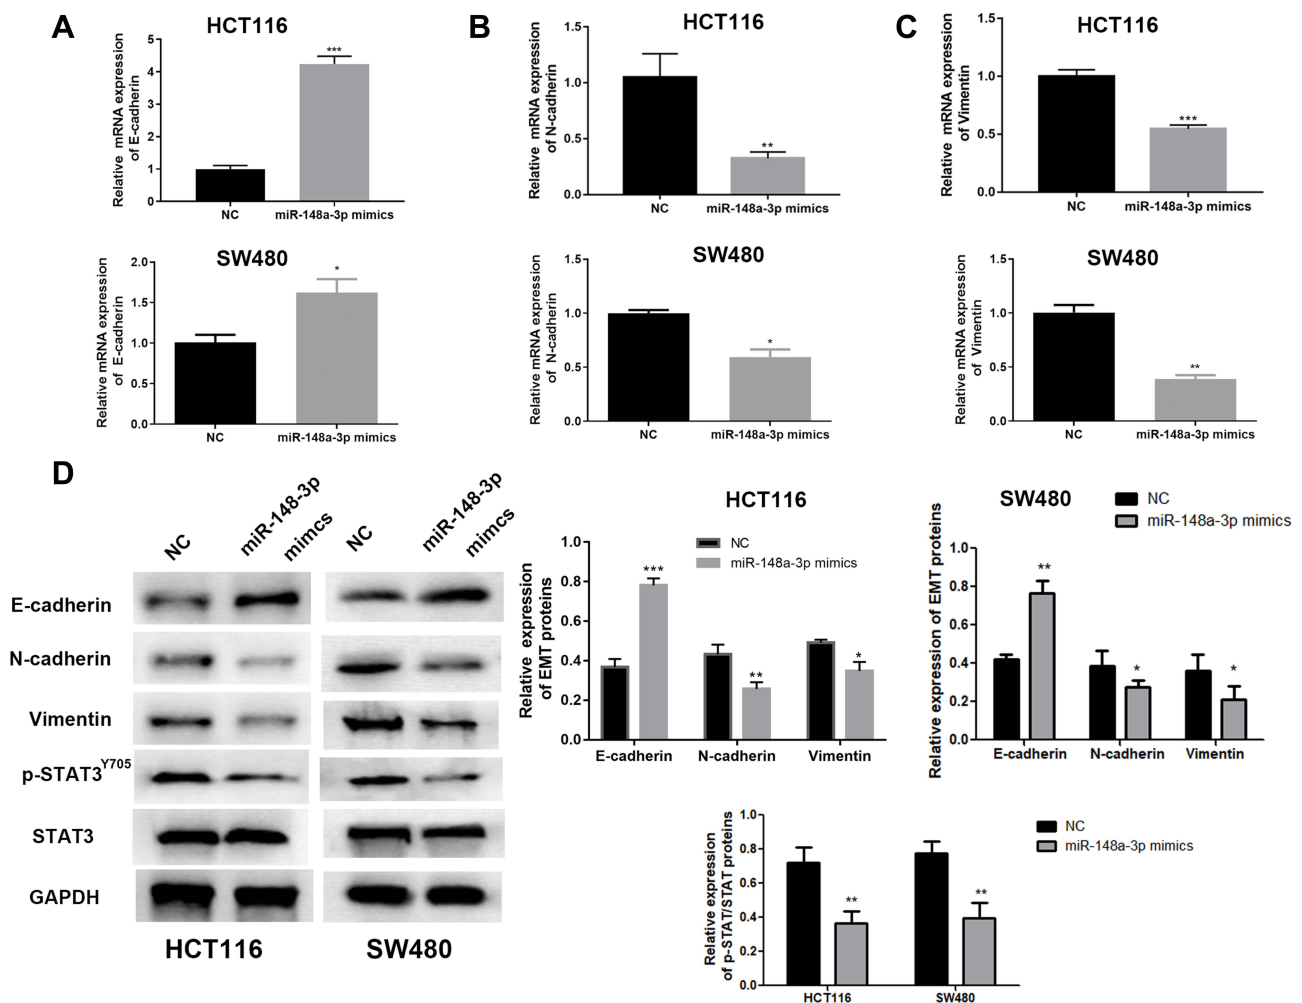 A
HCT116
Relative mRNA expression
of E-cadherin
5
4
3
2
1
0
***
NC
miR-148a-3p mimics
SW480
Relative mRNA expression
of E-cadherin
2.0
1.5
1.0
0.5
0.0
*
NC
miR-148a-3p mimics
B
HCT116
Relative mRNA expression
of N-cadherin
1.5
1.0
0.5
0.0
**
NC
miR-148a-3p mimics
SW480
Relative mRNA expression
of N-cadherin
1.5
1.0
0.5
0.0
*
NC
miR-148a-3p mimics
C
HCT116
Relative mRNA expression
of Vimentin
1.5
1.0
0.5
0.0
***
NC
miR-148a-3p mimics
SW480
Relative mRNA expression
of Vimentin
1.5
1.0
0.5
0.0
**
NC
miR-148a-3p mimics
D
NC
miR-148-3p
mimcs
NC
miR-148-3p
mimcs
E-cadherin
N-cadherin
Vimentin
p-STAT3Y705
STAT3
GAPDH
HCT116
SW480
HCT116
NC
miR-148a-3p mimics
Relative expression
of EMT proteins
1.0
0.8
0.6
0.4
0.2
0.0
***
**
*
E-cadherin
N-cadherin
Vimentin
SW480
NC
miR-148a-3p mimics
Relative expression of EMT proteins
1.0
0.8
0.6
0.4
0.2
0.0
**
*
*
E-cadherin
N-cadherin
Vimentin
NC
miR-148a-3p mimics
Relative expression
of p-STAT/STAT proteins
1.0
0.8
0.6
0.4
0.2
0.0
**
**
HCT116
SW480